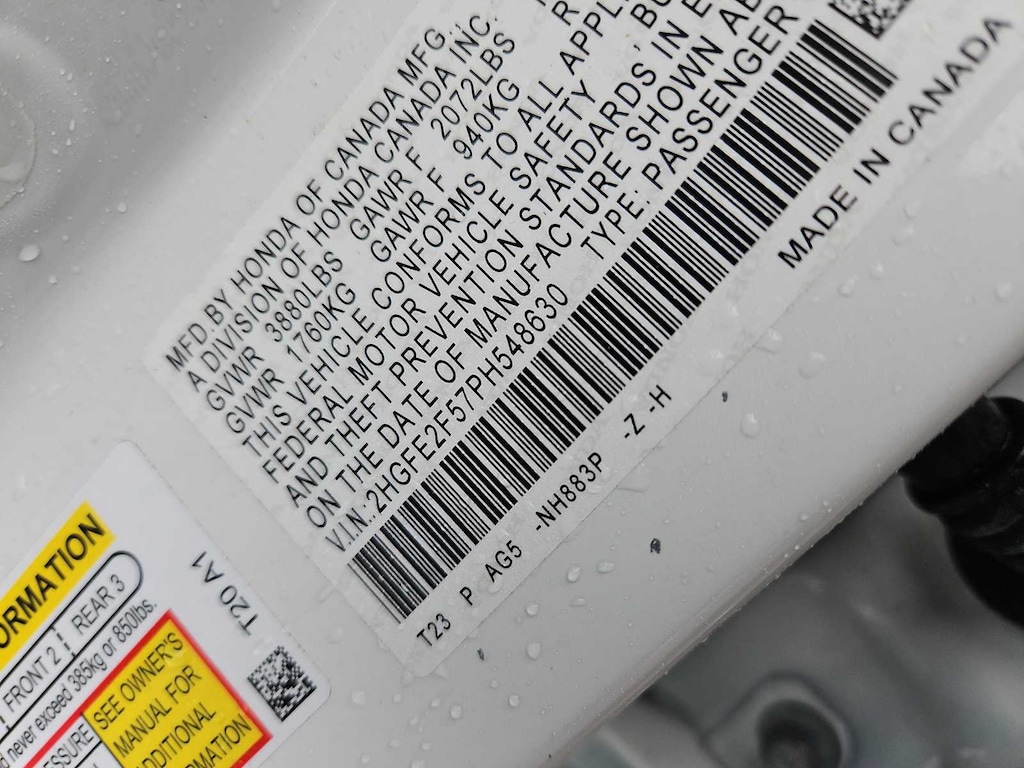 MFD.BY HONDA OF CANADA MFG.
A DIVISION OF HONDA CANADA INC.
GVWR 3880LBS GAWR F 2072LBS
GVWR 1760KG GAWR F 940KG
THIS VEHICLE CONFORMS TO ALL APPL
FEDERAL MOTOR VEHICLE SAFETY
AND THEFT PREVENTION STANDARDS IN E
ON THE DATE OF MANUFACTURE SHOWN AB
V.I.N.:2HGFE2F57PH548630 TYPE: PASSENGER
T23 P AG5 -NH883P -Z -H
MADE IN CANADA
ORMATION
FRONT 2 REAR 3
never exceed 385kg or 850lbs.
SEE OWNER'S
MANUAL FOR
ADDITIONAL
T20 A1